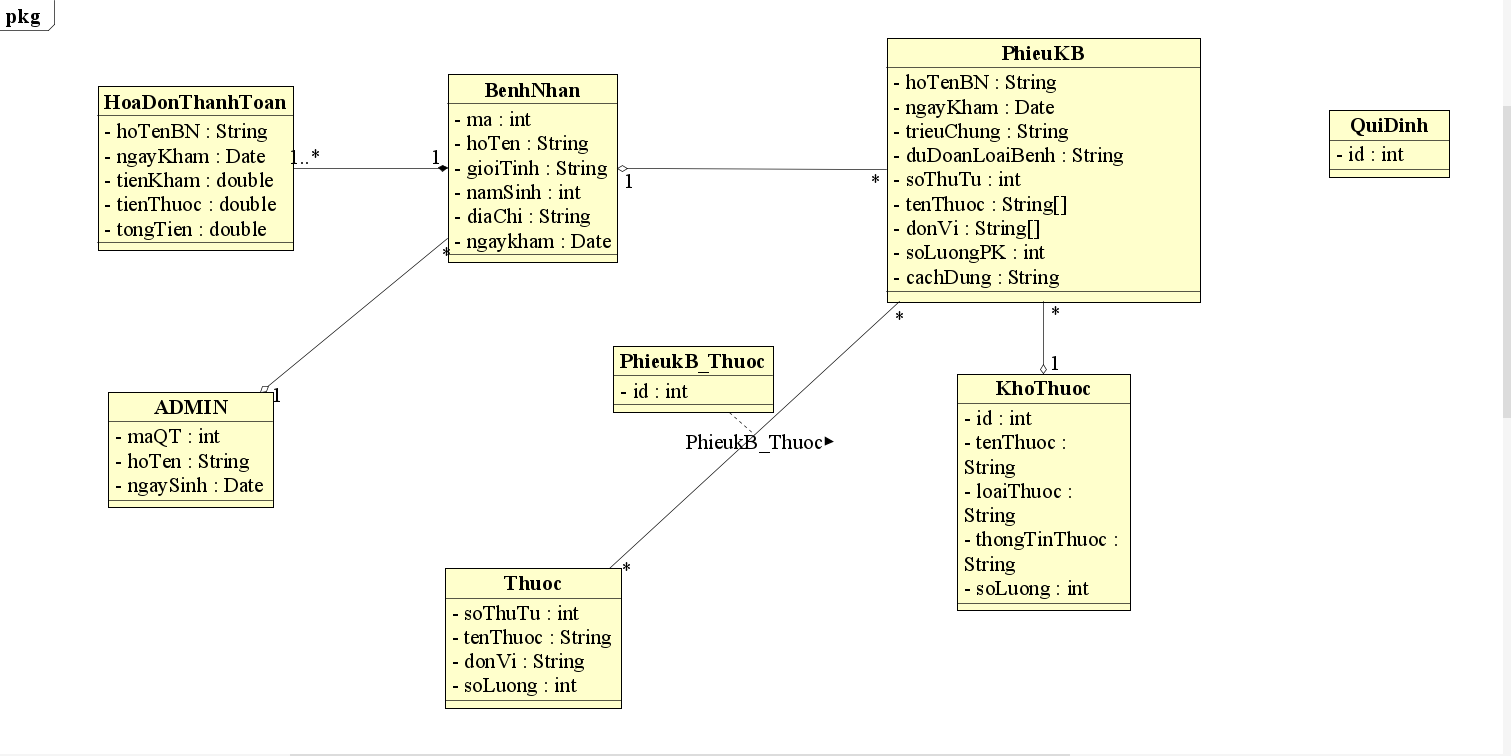 pkg
HoaDonThanhToan
- hoTenBN : String
- ngayKham : Date
- tienKham : double
- tienThuoc : double
- tongTien : double
1..*
1
BenhNhan
- ma : int
- hoTen : String
- gioiTinh : String
- namSinh : int
- diaChi : String
- ngaykham : Date
*
1
*
PhieuKB
- hoTenBN : String
- ngayKham : Date
- trieuChung : String
- duDoanLoaiBenh : String
- soThuTu : int
- tenThuoc : String[]
- donVi : String[]
- soLuongPK : int
- cachDung : String
*
*
QuiDinh
- id : int
1
ADMIN
- maQT : int
- hoTen : String
- ngaySinh : Date
PhieukB_Thuoc
- id : int
PhieukB_Thuoc►
1
KhoThuoc
- id : int
- tenThuoc :
String
- loaiThuoc :
String
- thongTinThuoc :
String
- soLuong : int
*
Thuoc
- soThuTu : int
- tenThuoc : String
- donVi : String
- soLuong : int